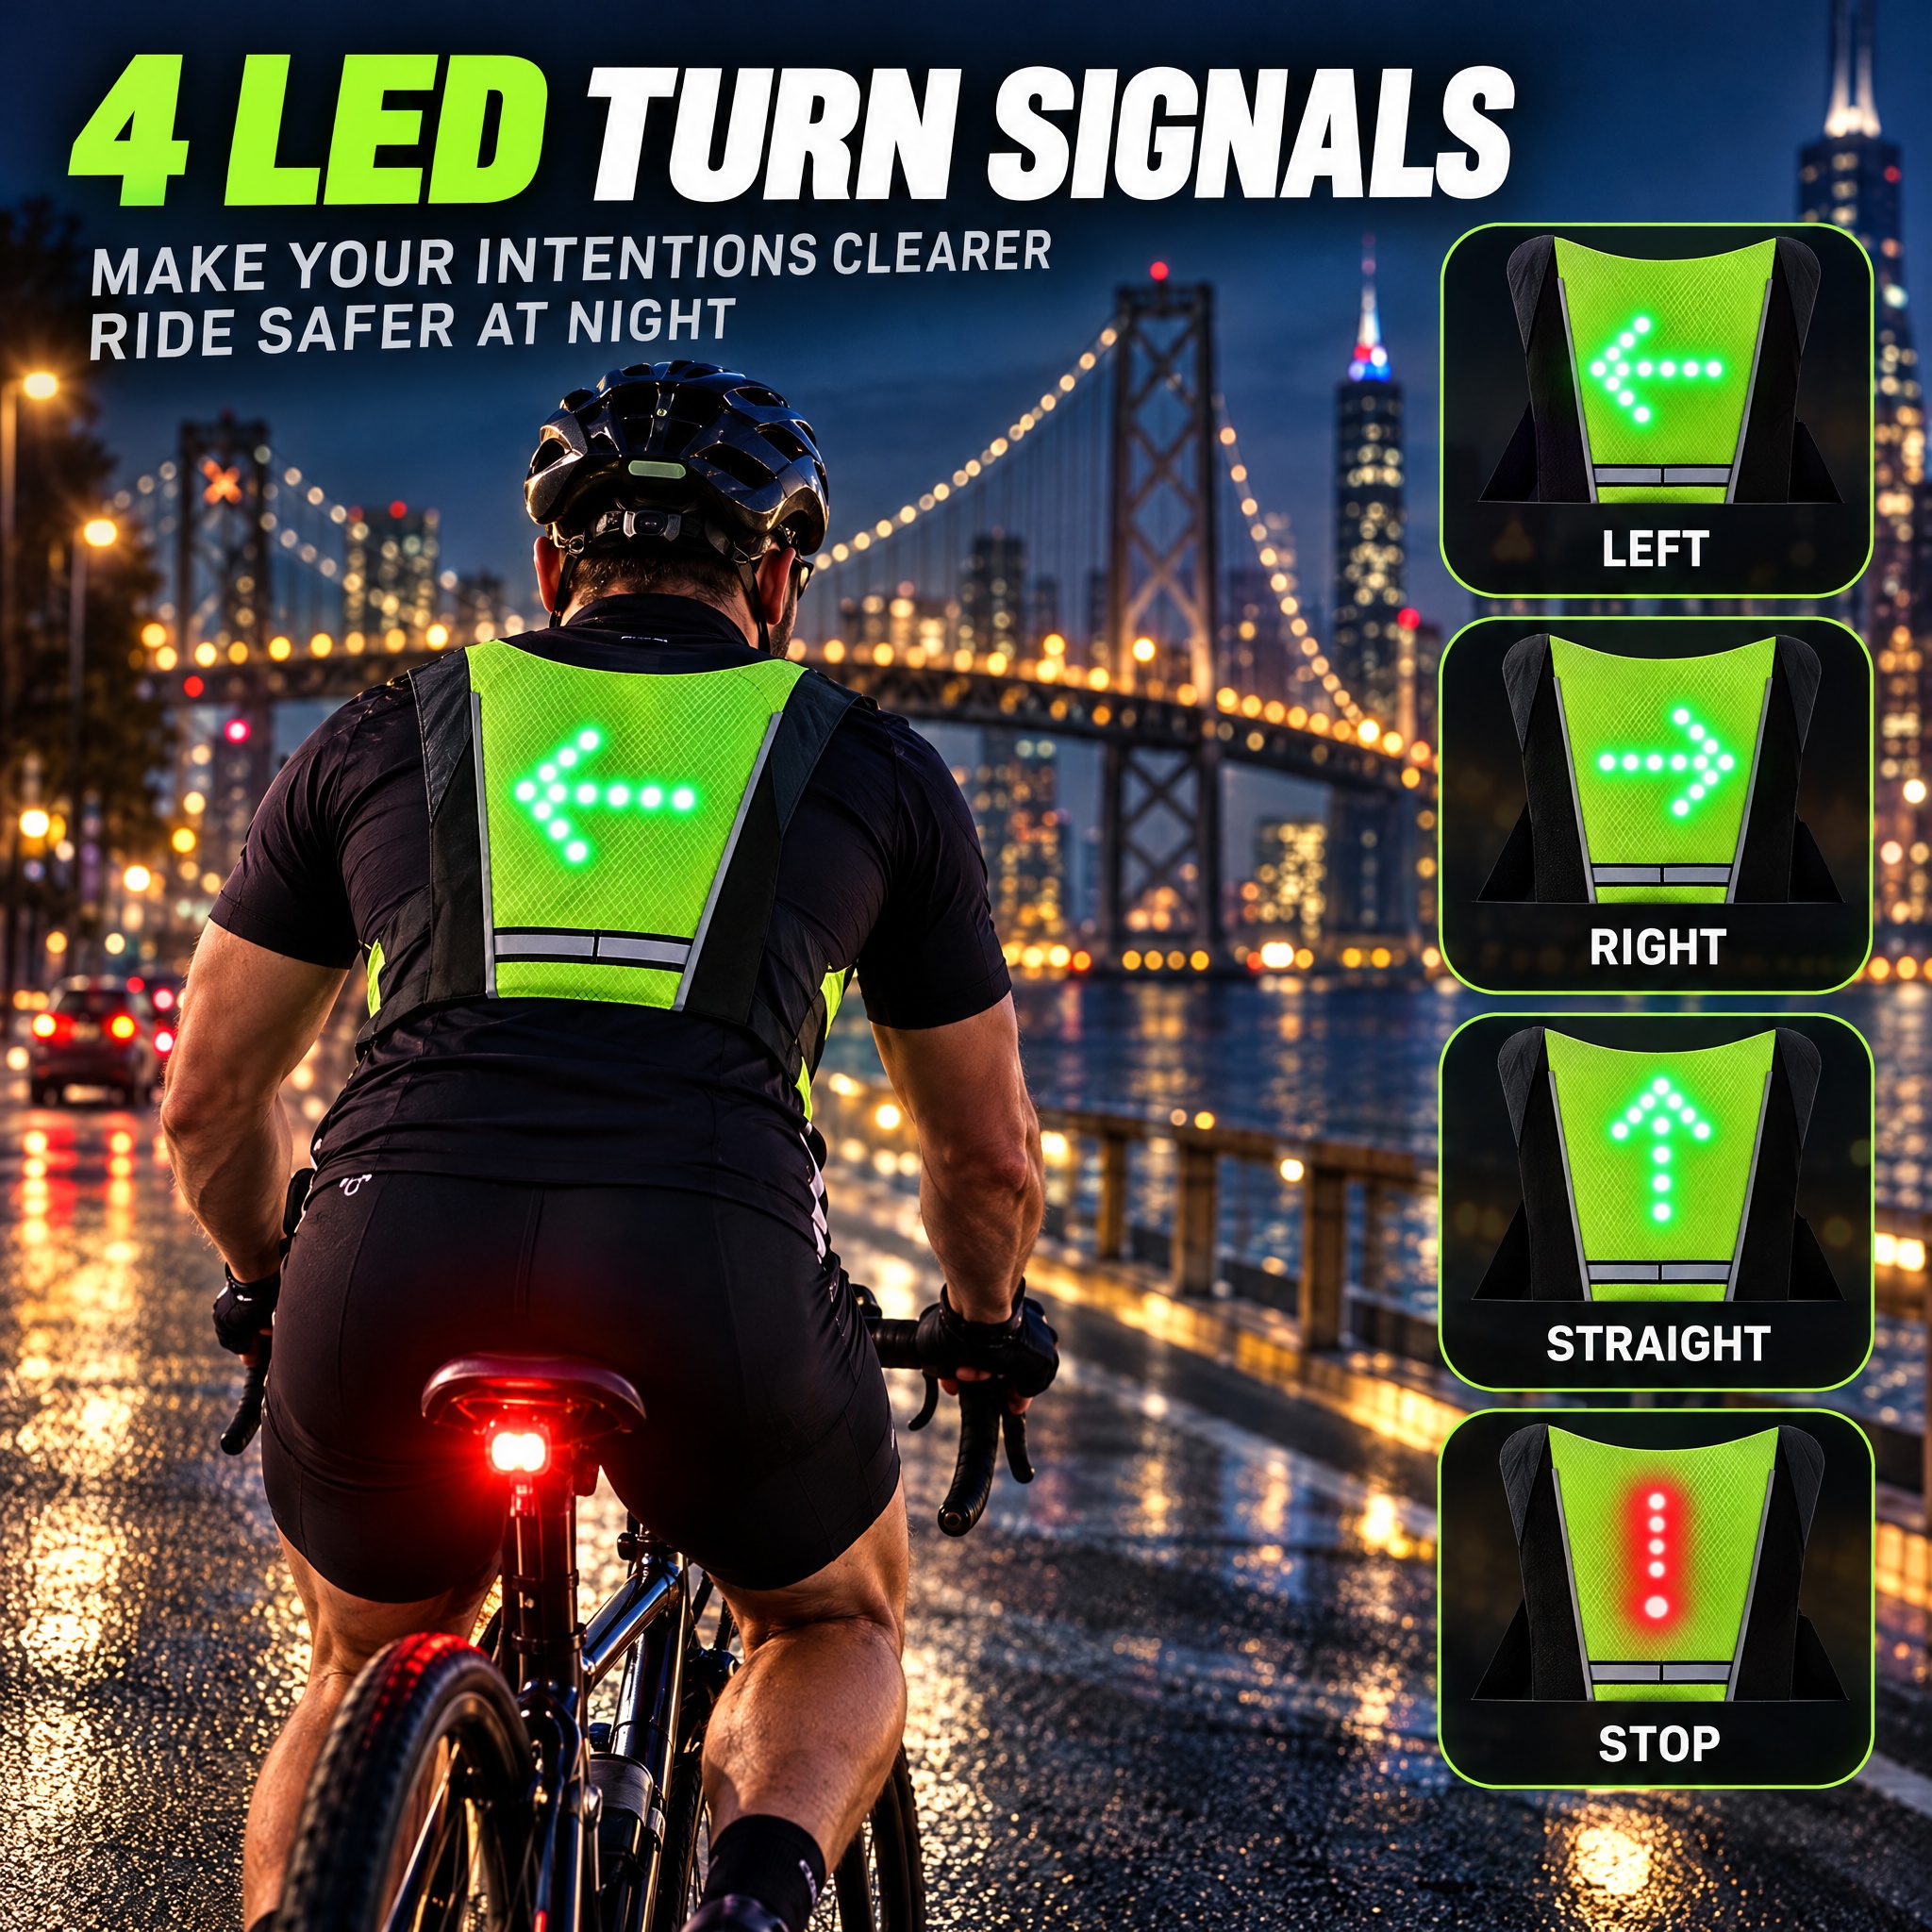 4 LED TURN SIGNALS
MAKE YOUR INTENTIONS CLEARER
RIDE SAFER AT NIGHT
LEFT
RIGHT
STRAIGHT
STOP